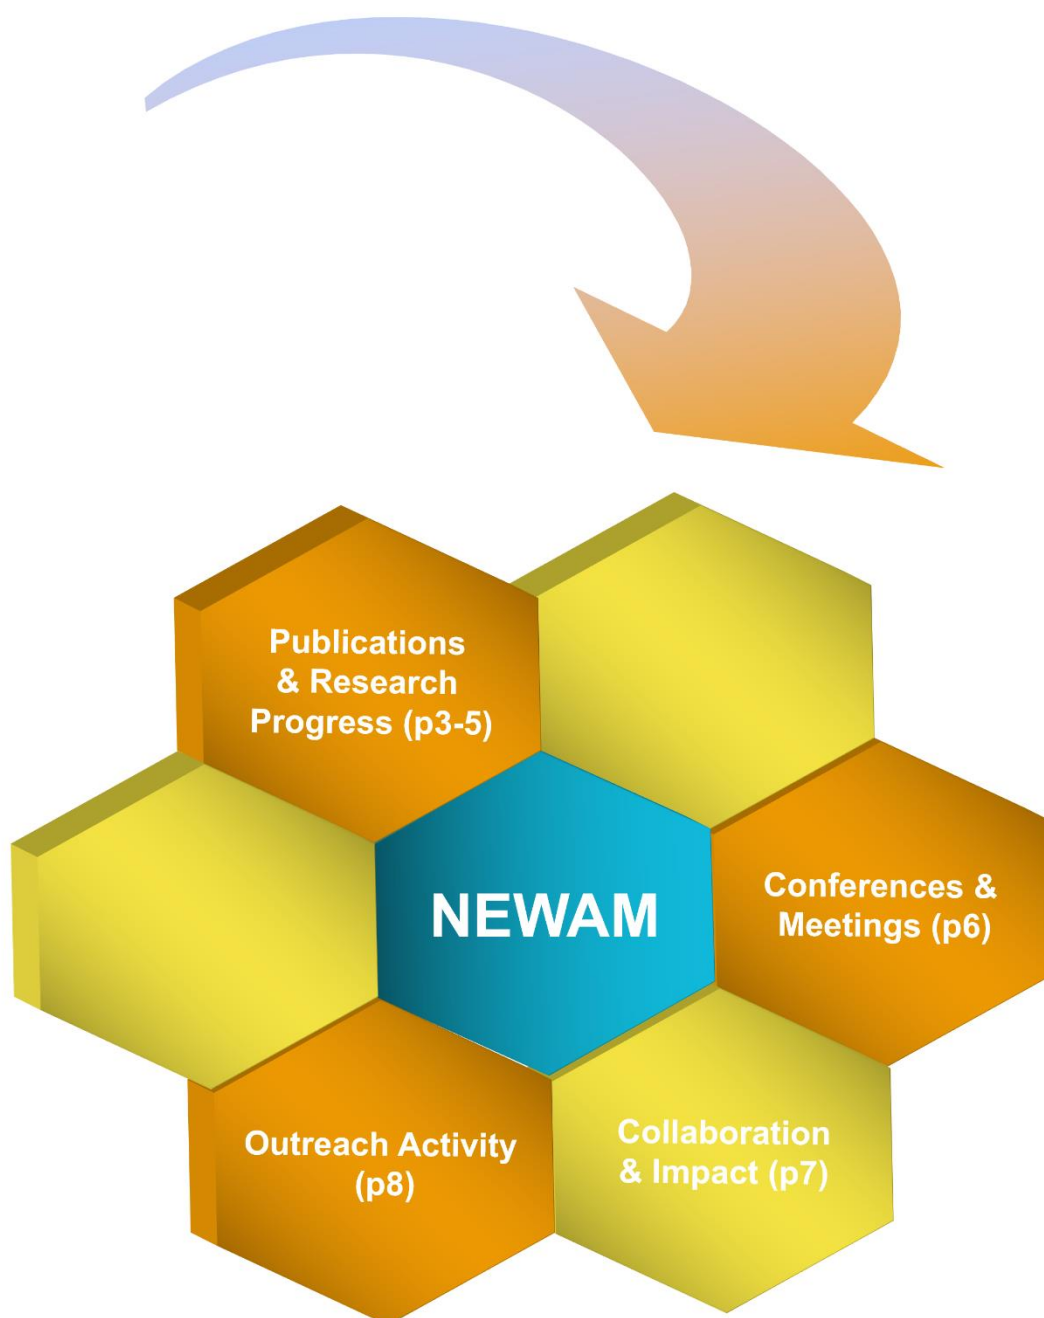 Publications
& Research
Progress (p3-5)
NEWAM
Conferences &
Meetings (p6)
Collaboration
& Impact (p7)
Outreach Activity
(p8)